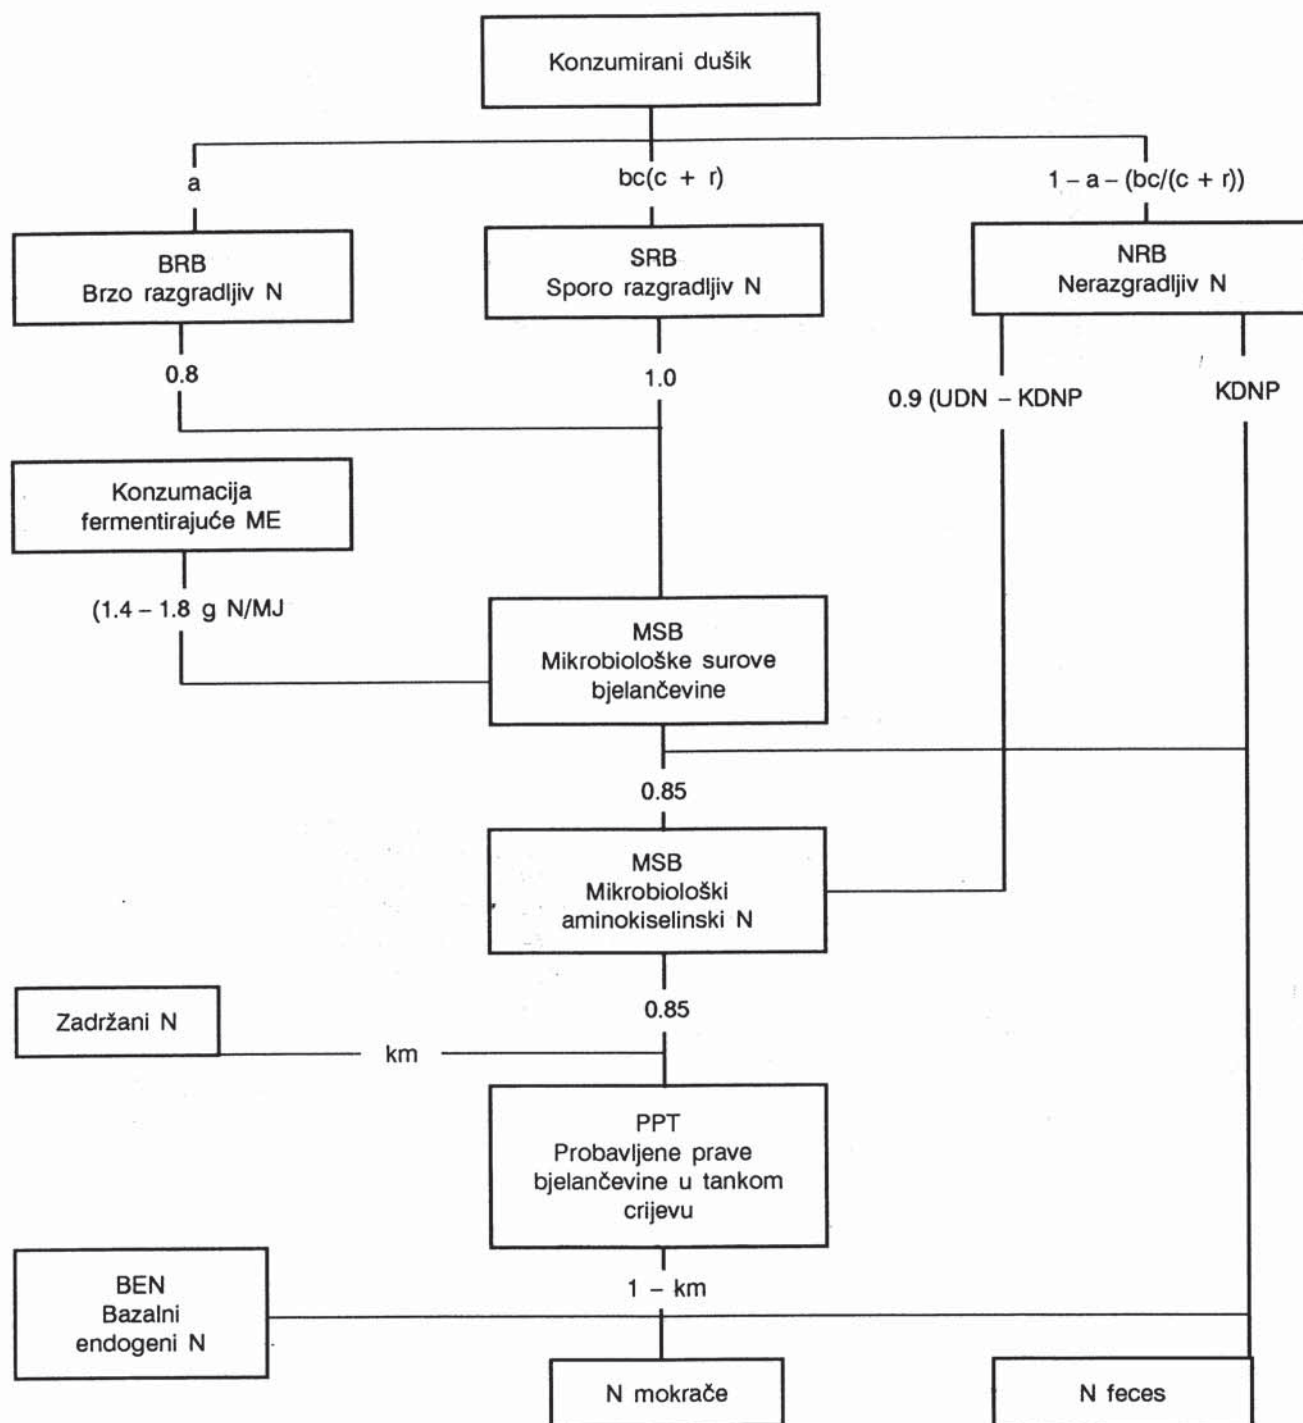 Konzumirani dušik
a
bc(c + r)
1 – a – (bc/(c + r))
BRB
Brzo razgradljiv N
SRB
Sporo razgradljiv N
NRB
Nerazgradljiv N
0.8
1.0
0.9 (UDN – KDNP
KDNP
Konzumacija
fermentirajuće ME
(1.4 – 1.8 g N/MJ
MSB
Mikrobiološke surove
bjelančevine
0.85
MSB
Mikrobiološki
aminokiselinski N
0.85
Zadržani N
km
PPT
Probavljene prave
bjelančevine u tankom
crijevu
1 – km
BEN
Bazalni
endogeni N
N mokrače
N feces